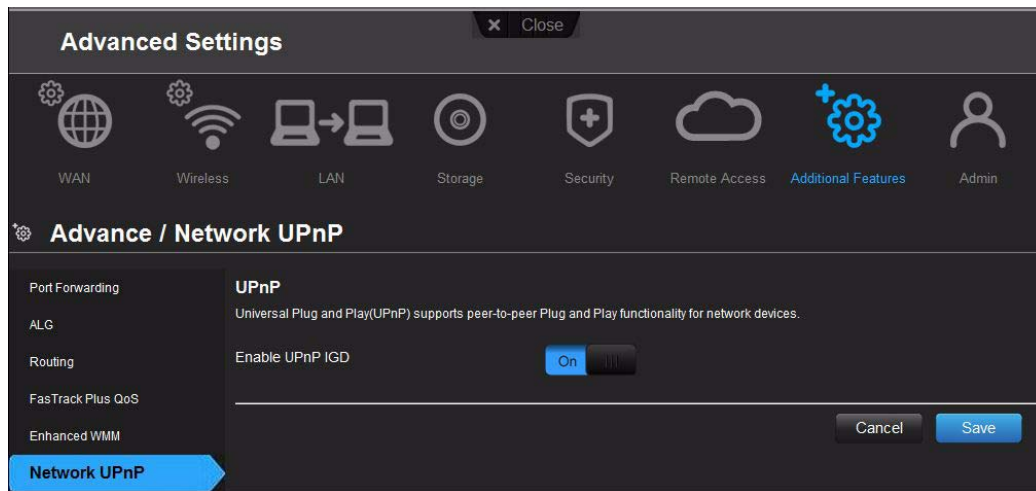 Close
Advanced Settings
WAN
Wireless
LAN
Storage
Security
Remote Access
Additional Features
Admin
Advance / Network UPnP
Port Forwarding
ALG
Routing
FasTrack Plus QoS
Enhanced WMM
Network UPnP
UPnP
Universal Plug and Play(UPnP) supports peer-to-peer Plug and Play functionality for network devices.
Enable UPnP IGD
On
Cancel
Save